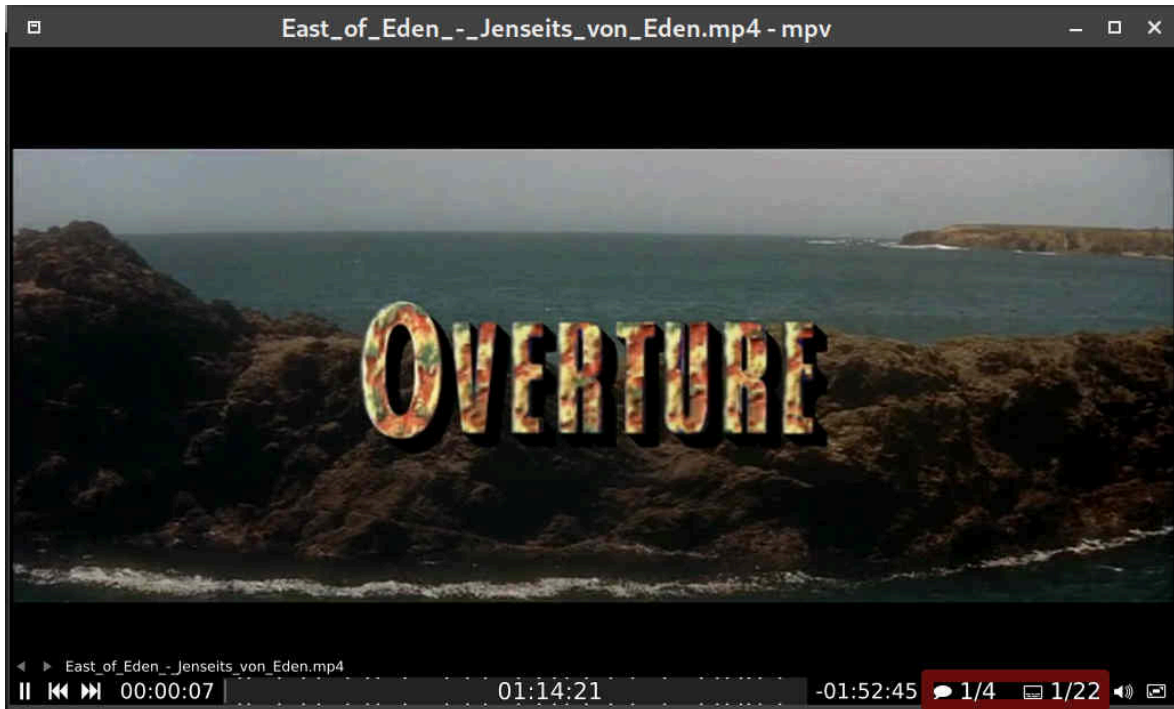 East_of_Eden_-_Jenseits_von_Eden.mp4 - mpv
OVERTURE
East_of_Eden_-_Jenseits_von_Eden.mp4
00:00:07 01:14:21 -01:52:45 1/4 1/22